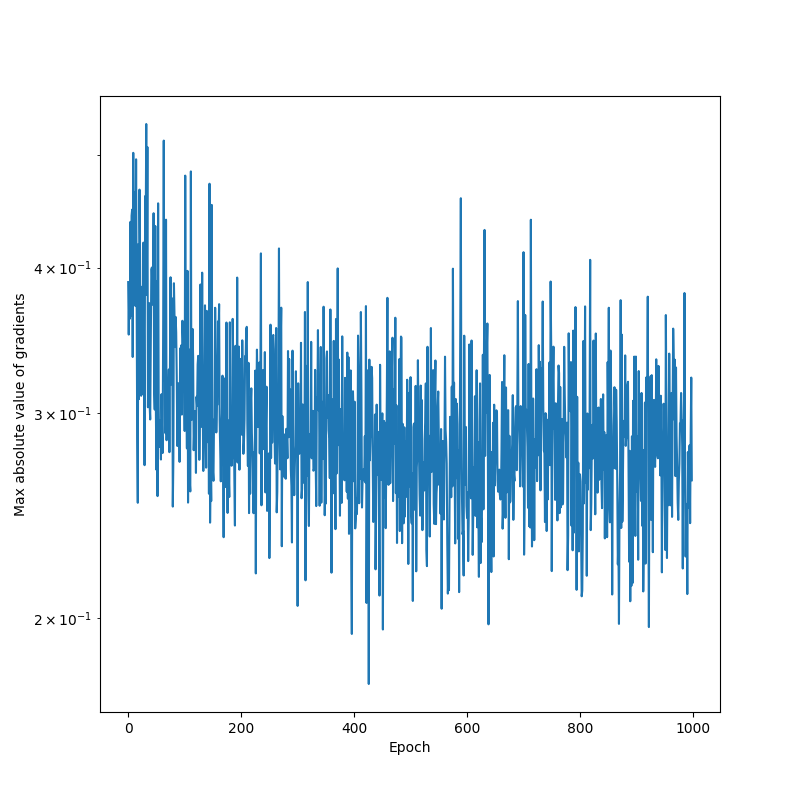 Max absolute value of gradients
4 × 10⁻¹
3 × 10⁻¹
2 × 10⁻¹
0 200 400 600 800 1000
Epoch